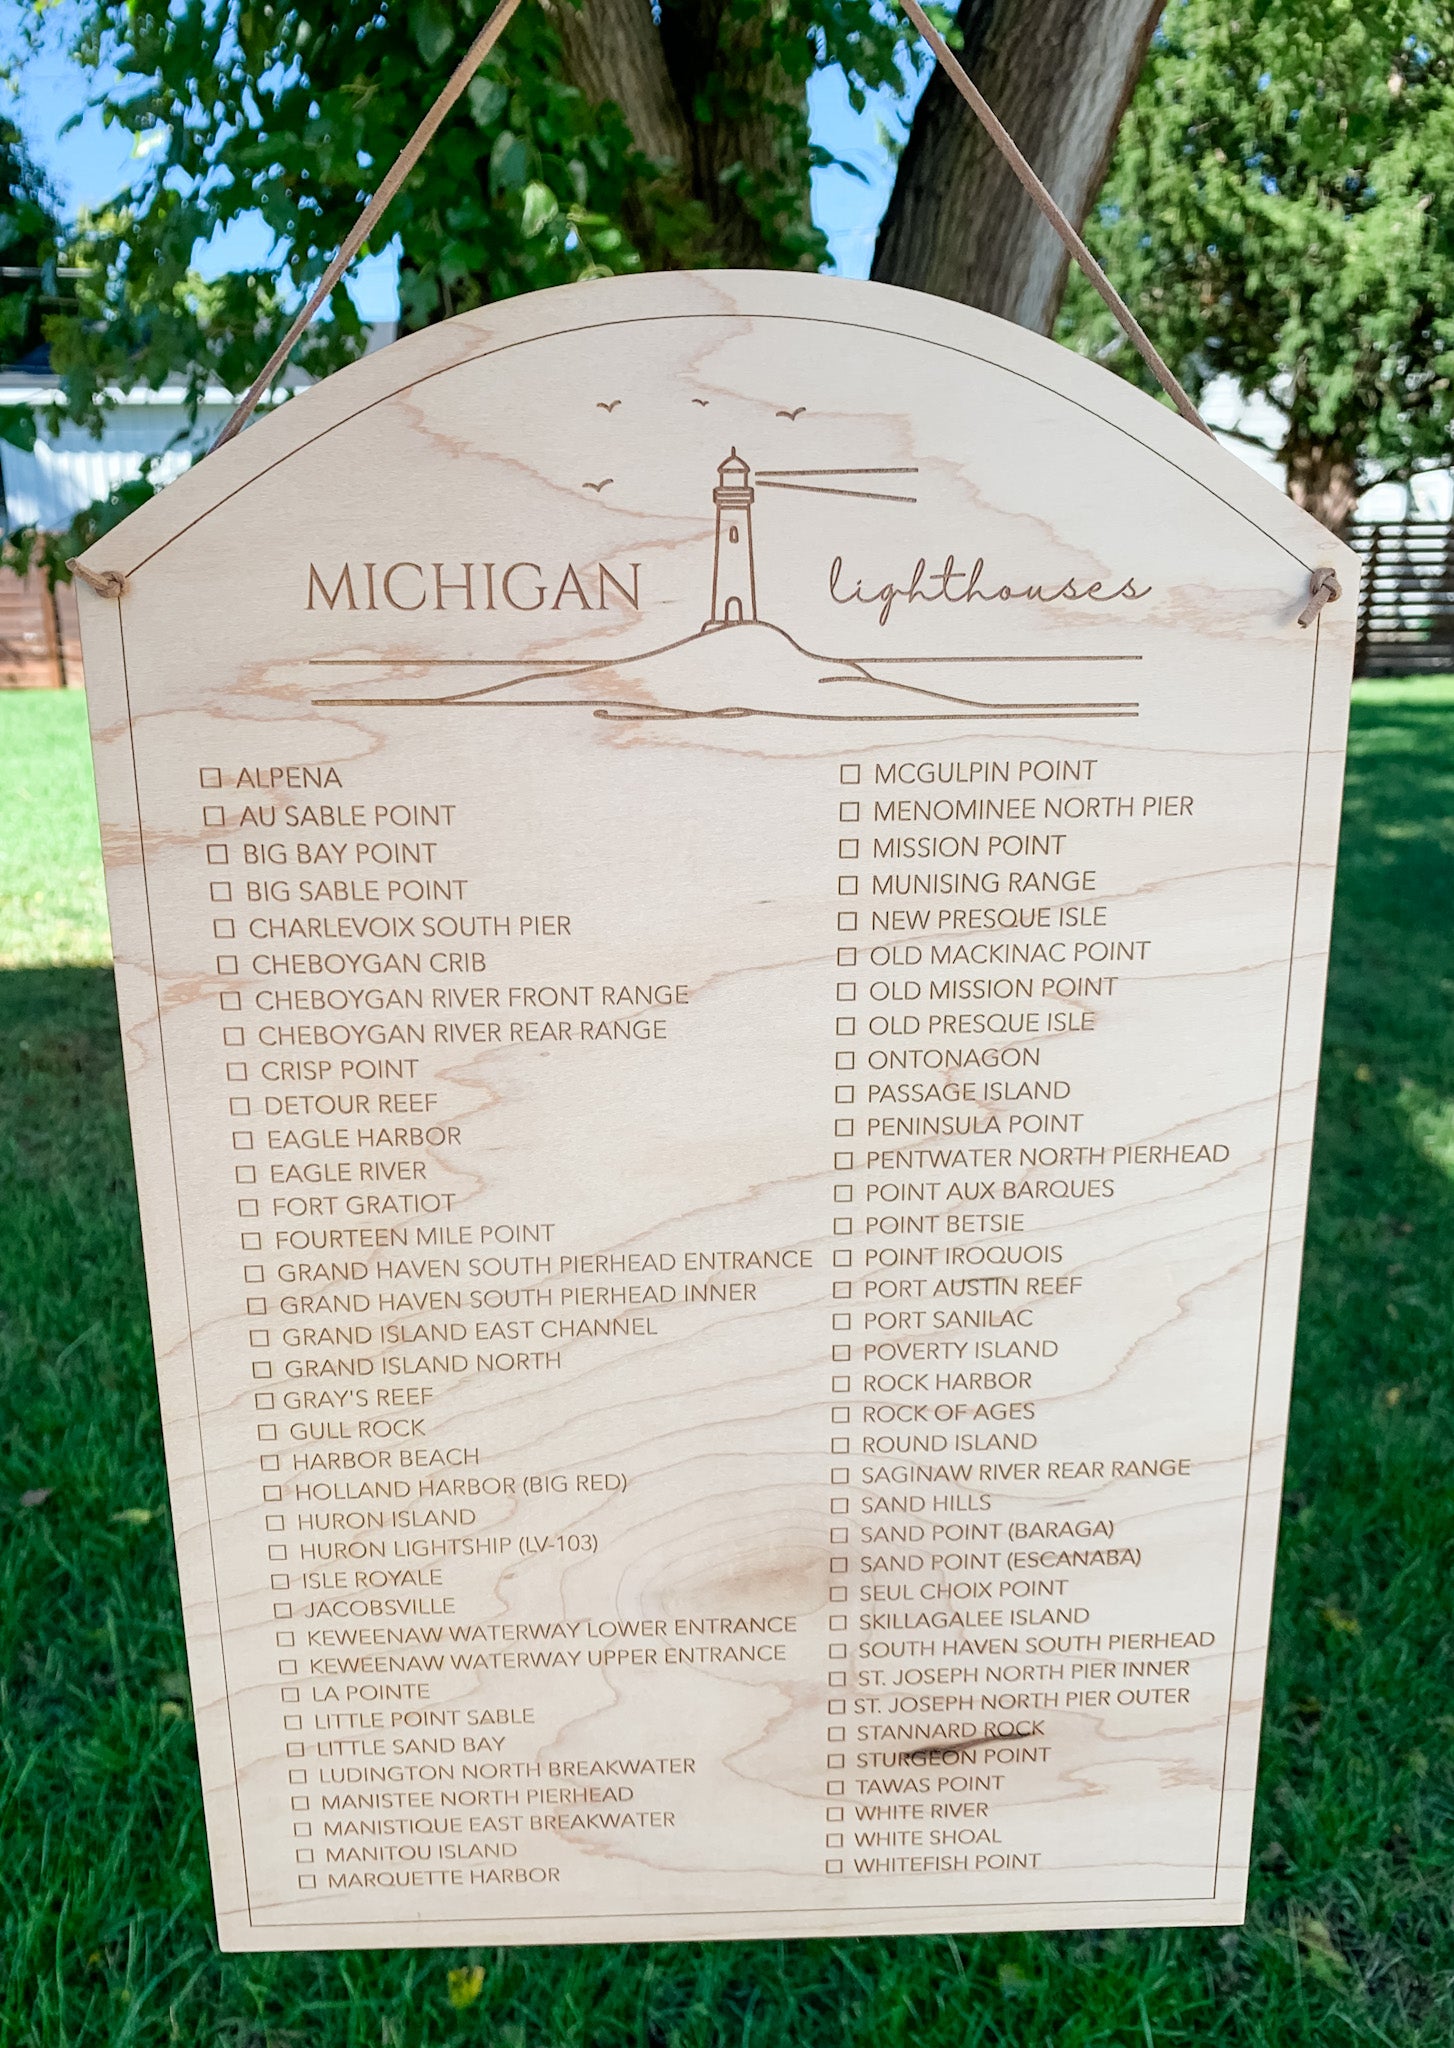 MICHIGAN lighthouses
ALPENA
AU SABLE POINT
BIG BAY POINT
BIG SABLE POINT
CHARLEVOIX SOUTH PIER
CHEBOYGAN CRIB
CHEBOYGAN RIVER FRONT RANGE
CHEBOYGAN RIVER REAR RANGE
CRISP POINT
DETOUR REEF
EAGLE HARBOR
EAGLE RIVER
FORT GRATIOT
FOURTEEN MILE POINT
GRAND HAVEN SOUTH PIERHEAD ENTRANCE
GRAND HAVEN SOUTH PIERHEAD INNER
GRAND ISLAND EAST CHANNEL
GRAND ISLAND NORTH
GRAY'S REEF
GULL ROCK
HARBOR BEACH
HOLLAND HARBOR (BIG RED)
HURON ISLAND
HURON LIGHTSHIP (LV-103)
ISLE ROYALE
JACOBSVILLE
KEWEENAW WATERWAY LOWER ENTRANCE
KEWEENAW WATERWAY UPPER ENTRANCE
LA POINTE
LITTLE POINT SABLE
LITTLE SAND BAY
LUDINGTON NORTH BREAKWATER
MANISTEE NORTH PIERHEAD
MANISTIQUE EAST BREAKWATER
MANITOU ISLAND
MARQUETTE HARBOR
MCGULPIN POINT
MENOMINEE NORTH PIER
MISSION POINT
MUNISING RANGE
NEW PRESQUE ISLE
OLD MACKINAC POINT
OLD MISSION POINT
OLD PRESQUE ISLE
ONTONAGON
PASSAGE ISLAND
PENINSULA POINT
PENTWATER NORTH PIERHEAD
POINT AUX BARQUES
POINT BETSIE
POINT IROQUOIS
PORT AUSTIN REEF
PORT SANILAC
POVERTY ISLAND
ROCK HARBOR
ROCK OF AGES
ROUND ISLAND
SAGINAW RIVER REAR RANGE
SAND HILLS
SAND POINT (BARAGA)
SAND POINT (ESCANABA)
SEUL CHOIX POINT
SKILLAGALEE ISLAND
SOUTH HAVEN SOUTH PIERHEAD
ST. JOSEPH NORTH PIER INNER
ST. JOSEPH NORTH PIER OUTER
STANNARD ROCK
STURGEON POINT
TAWAS POINT
WHITE RIVER
WHITE SHOAL
WHITEFISH POINT